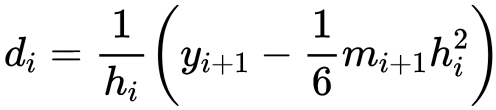 $d_i = \frac{1}{h_i}\left(y_{i+1} - \frac{1}{6}m_{i+1}h_i^2\right)$